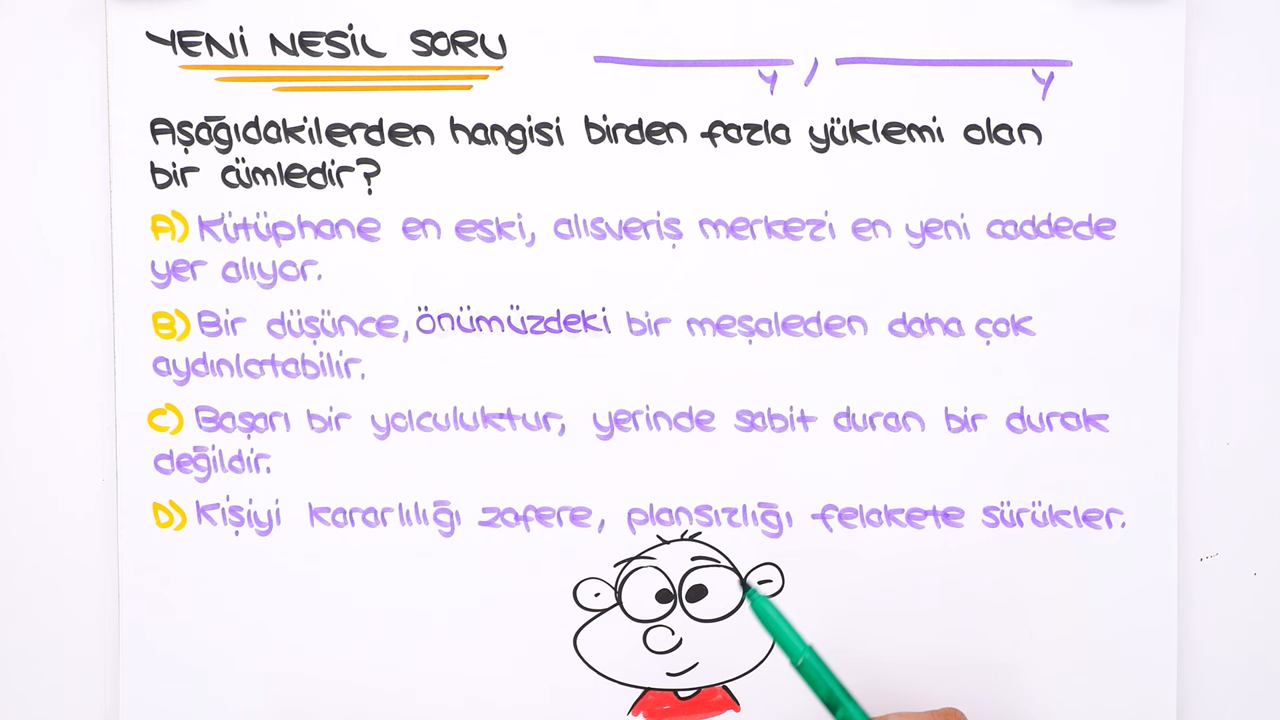 YENİ NESİL SORU
y , y
Aşağıdakilerden hangisi birden fazla yüklemi olan
bir cümledir?
A) Kütüphane en eski, alısveriş merkezi en yeni caddede
yer alıyor.
B) Bir düşünce, önümüzdeki bir meşaleden daha çok
aydınlatabilir.
C) Başarı bir yolculuktur, yerinde sabit duran bir durak
değildir.
D) Kişiyi kararlılığı zafere, plansızlığı felakete sürükler.